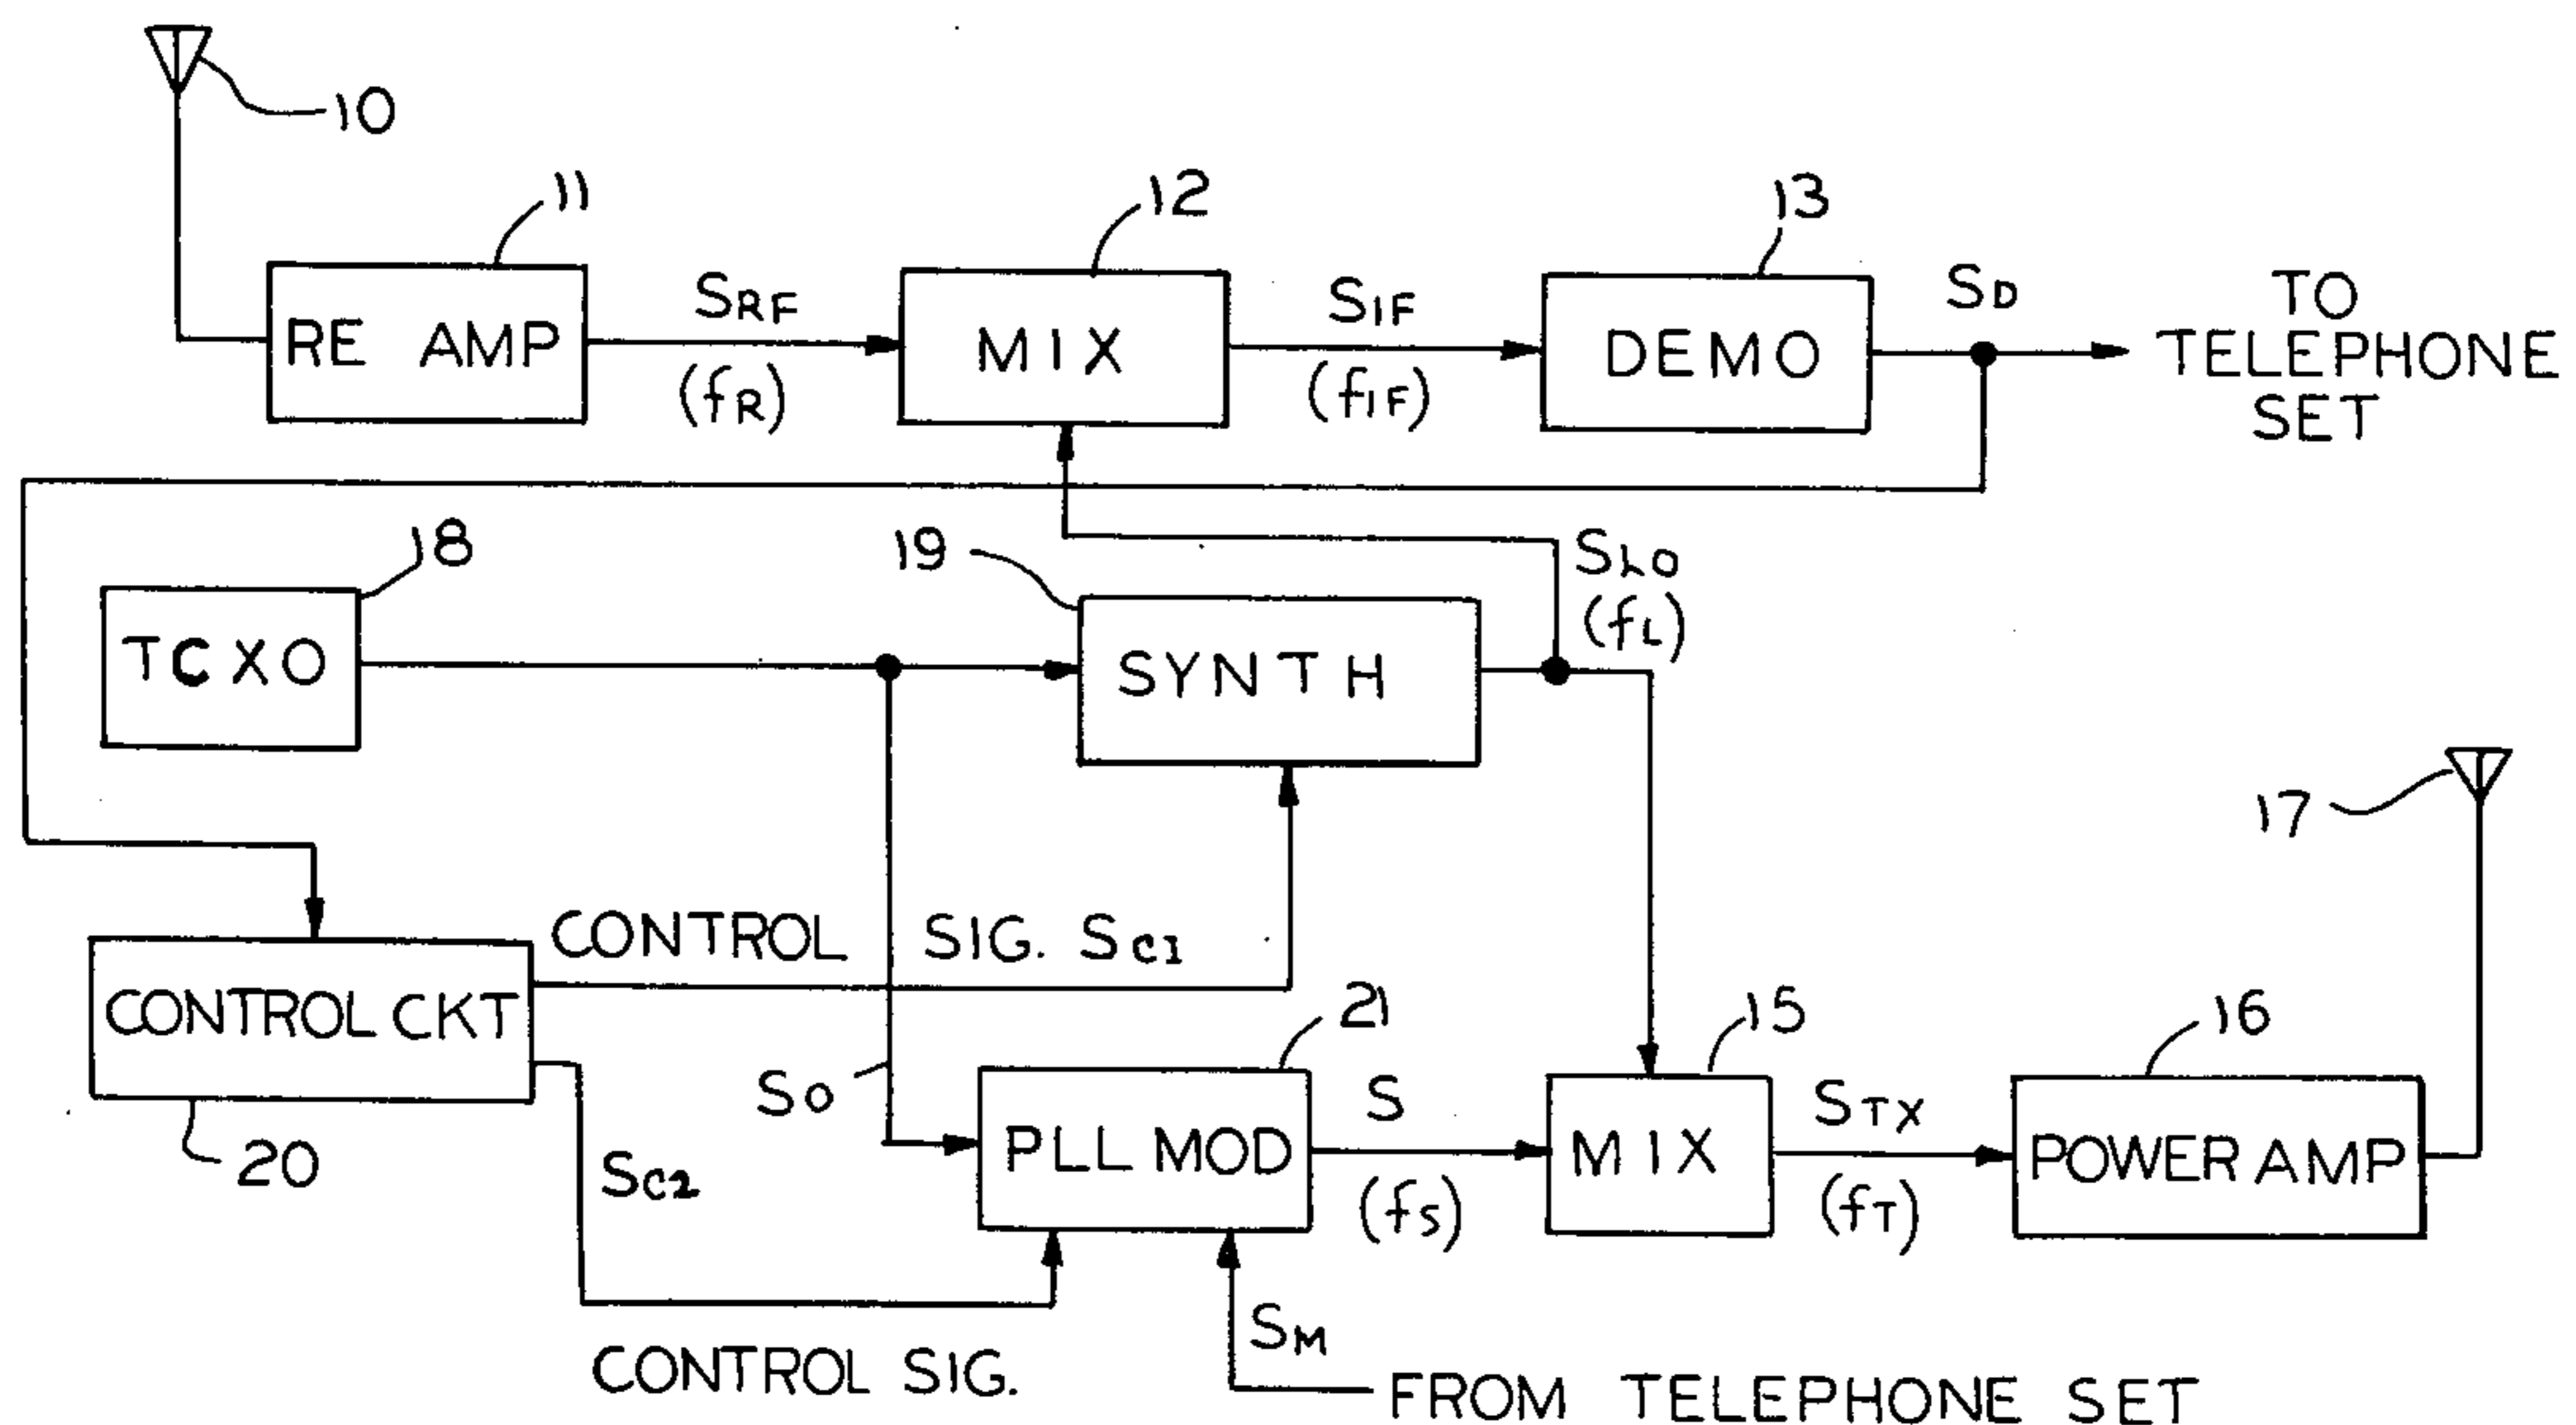 10
11
12
13
RE AMP
SRF
(fR)
MIX
SIF
(fIF)
DEMO
SD
TO
TELEPHONE
SET
18
19
TCXO
SYNTH
SLO
(fL)
17
CONTROL SIG. SC1
CONTROL CKT
20
SO
SC2
21
PLL MOD
S
(fS)
15
MIX
STX
(fT)
16
POWER AMP
SM
CONTROL SIG.
FROM TELEPHONE SET